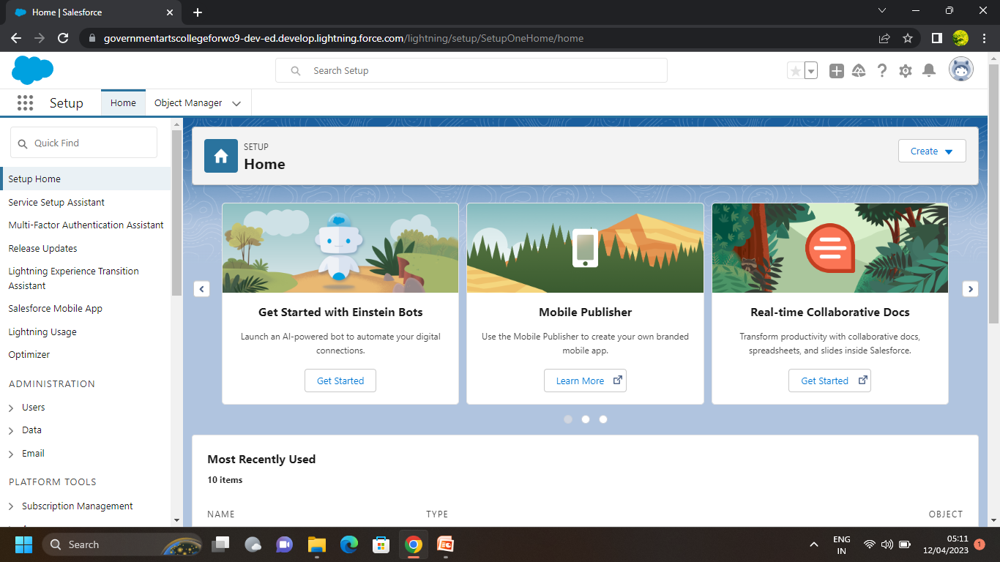 Home | Salesforce
governmentartscollegeforwo9-dev-ed.develop.lightning.force.com/lightning/setup/SetupOneHome/home
Search Setup
Setup
Home
Object Manager
Quick Find
Setup Home
Service Setup Assistant
Multi-Factor Authentication Assistant
Release Updates
Lightning Experience Transition
Assistant
Salesforce Mobile App
Lightning Usage
Optimizer
ADMINISTRATION
Users
Data
Email
PLATFORM TOOLS
Subscription Management
SETUP
Home
Create
Get Started with Einstein Bots
Launch an AI-powered bot to automate your digital
connections.
Get Started
Mobile Publisher
Use the Mobile Publisher to create your own branded
mobile app.
Learn More
Real-time Collaborative Docs
Transform productivity with collaborative docs,
spreadsheets, and slides inside Salesforce.
Get Started
Most Recently Used
10 items
NAME TYPE OBJECT
Search
ENG
IN
05:11
12/04/2023
1